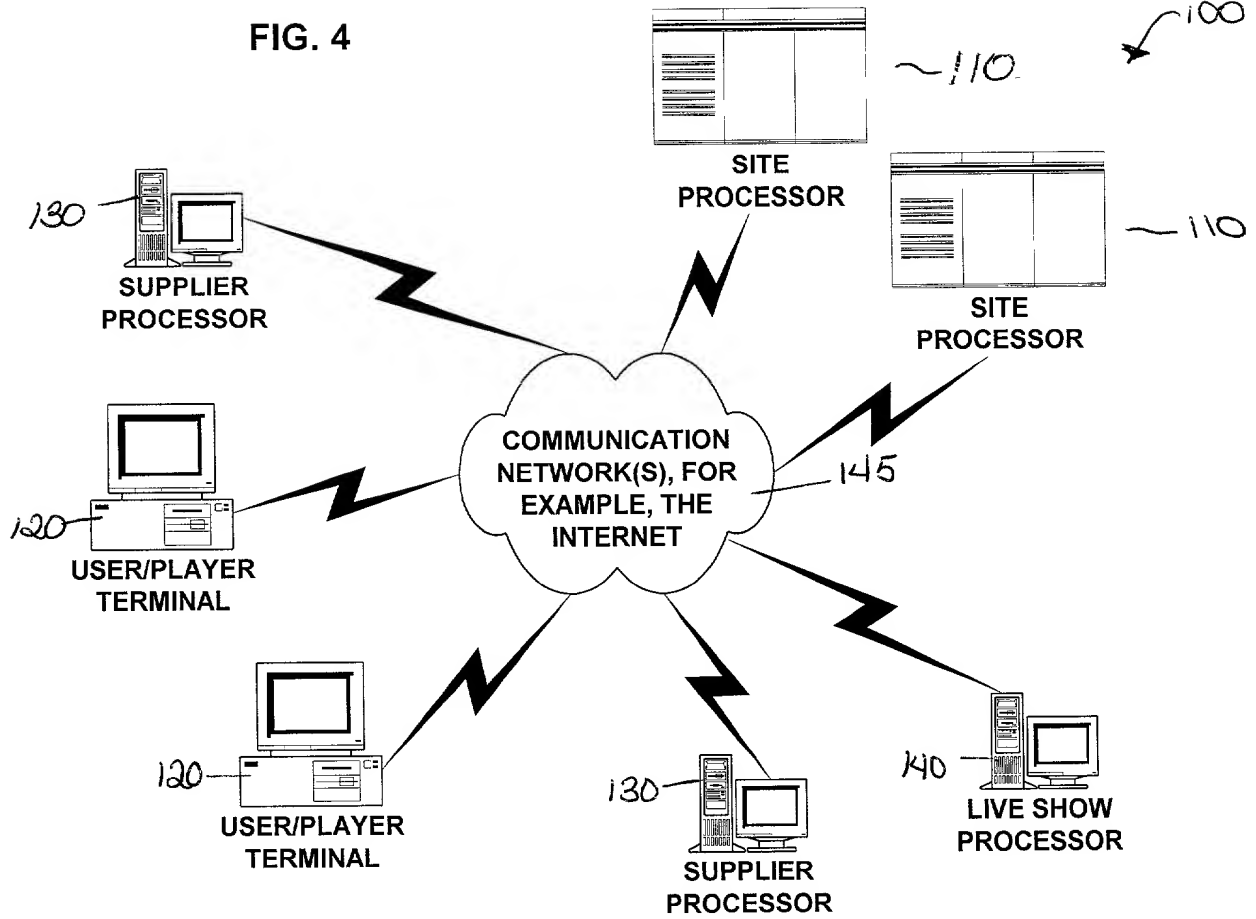 FIG. 4
100
110
SITE
PROCESSOR
110
SITE
PROCESSOR
130
SUPPLIER
PROCESSOR
COMMUNICATION
NETWORK(S), FOR
EXAMPLE, THE
INTERNET
145
120
USER/PLAYER
TERMINAL
120
USER/PLAYER
TERMINAL
130
SUPPLIER
PROCESSOR
140
LIVE SHOW
PROCESSOR